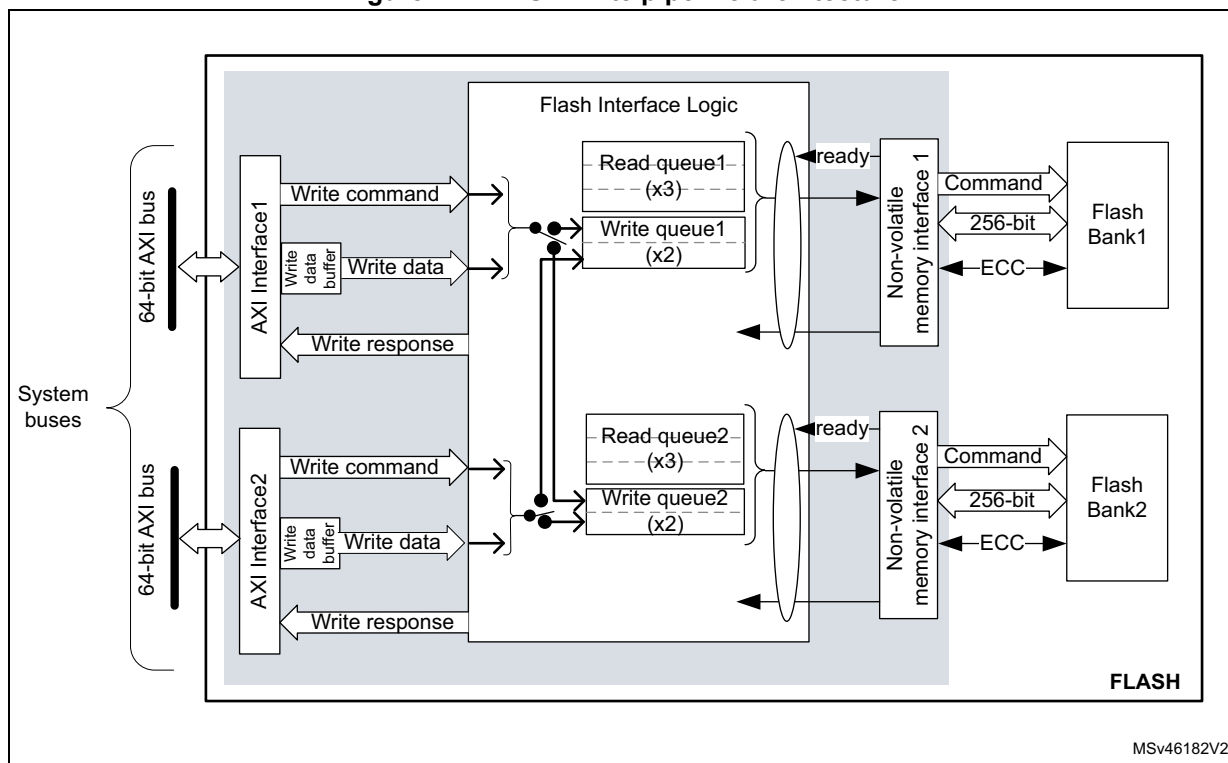 Flash Interface Logic
64-bit AXI bus
AXI Interface1
Write command
Write
data
buffer
Write data
Write response
Read queue1
(x3)
Write queue1
(x2)
ready
Non-volatile
memory interface 1
Command
256-bit
ECC
Flash
Bank1
System
buses
64-bit AXI bus
AXI Interface2
Write command
Write
data
buffer
Write data
Write response
Read queue2
(x3)
Write queue2
(x2)
ready
Non-volatile
memory interface 2
Command
256-bit
ECC
Flash
Bank2
FLASH
MSv46182V2